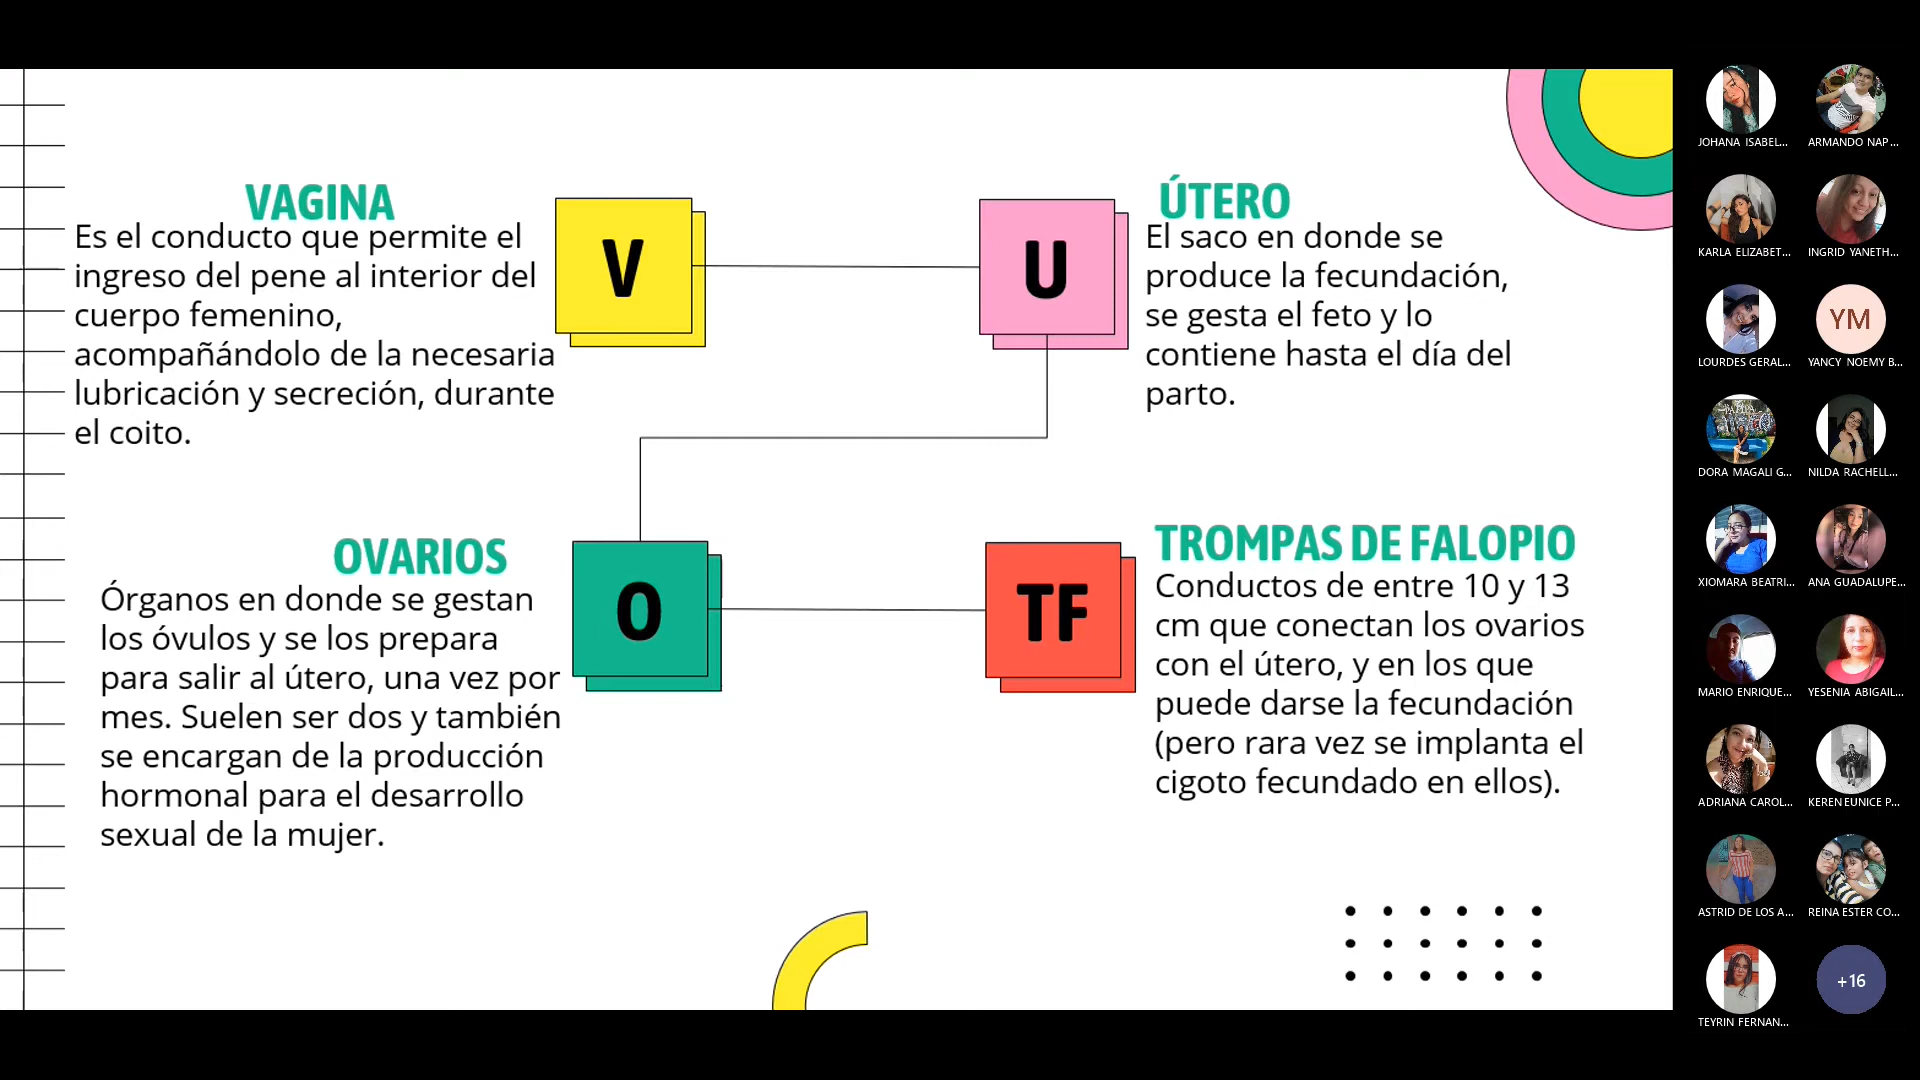 VAGINA
Es el conducto que permite el
ingreso del pene al interior del
cuerpo femenino,
acompañándolo de la necesaria
lubricación y secreción, durante
el coito.
V
U
ÚTERO
El saco en donde se
produce la fecundación,
se gesta el feto y lo
contiene hasta el día del
parto.
OVARIOS
Órganos en donde se gestan
los óvulos y se los prepara
para salir al útero, una vez por
mes. Suelen ser dos y también
se encargan de la producción
hormonal para el desarrollo
sexual de la mujer.
O
TF
TROMPAS DE FALOPIO
Conductos de entre 10 y 13
cm que conectan los ovarios
con el útero, y en los que
puede darse la fecundación
(pero rara vez se implanta el
cigoto fecundado en ellos).
JOHANA ISABEL...
ARMANDO NAP...
KARLA ELIZABET...
INGRID YANETH...
LOURDES GERAL...
YM
YANCY NOEMY B...
DORA MAGALI G...
NILDA RACHELL...
XIOMARA BEATRI...
ANA GUADALUPE...
MARIO ENRIQUE...
YESENIA ABIGAIL...
ADRIANA CAROL...
KEREN EUNICE P...
ASTRID DE LOS A...
REINA ESTER CO...
TEYRIN FERNAN...
+16